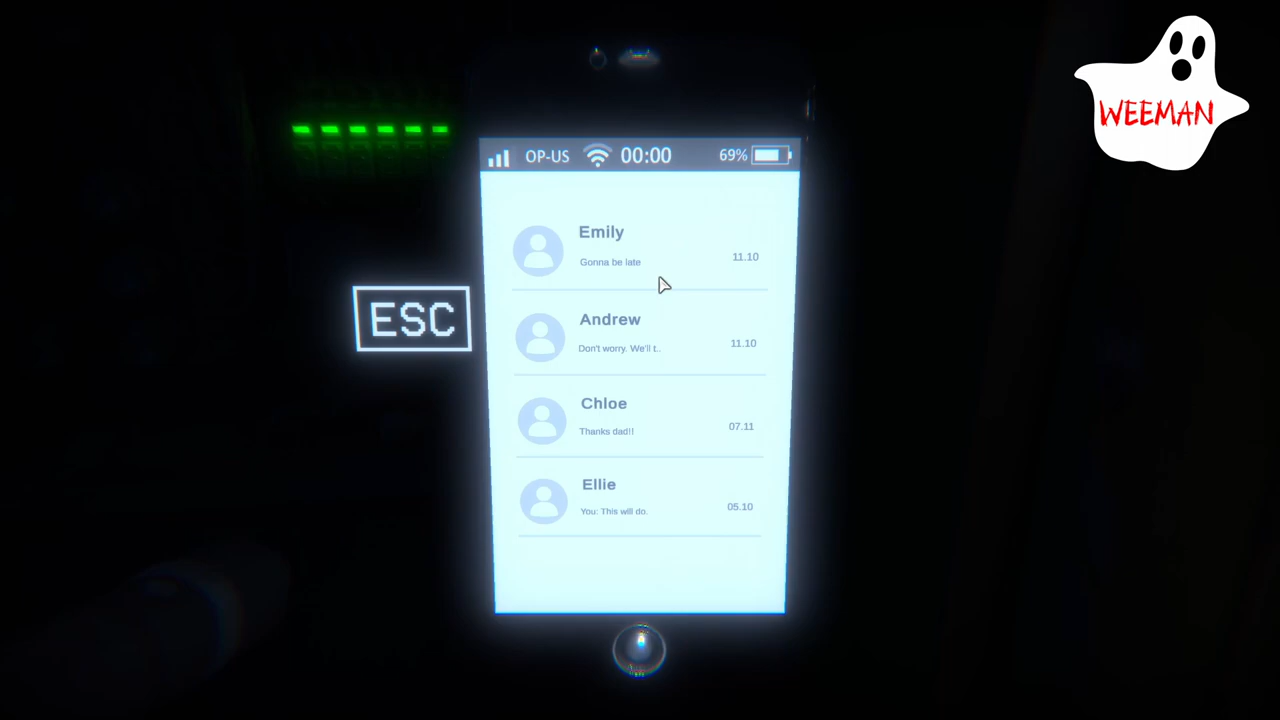 WEEMAN
OP-US 00:00 69%
Emily
Gonna be late
11.10
ESC
Andrew
Don't worry. We'll t..
11.10
Chloe
Thanks dad!!
07.11
Ellie
You: This will do.
05.10